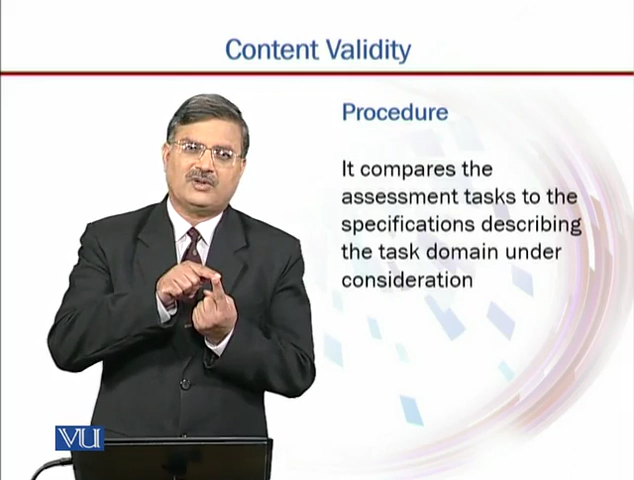 Content Validity
Procedure
It compares the
assessment tasks to the
specifications describing
the task domain under
consideration
VU